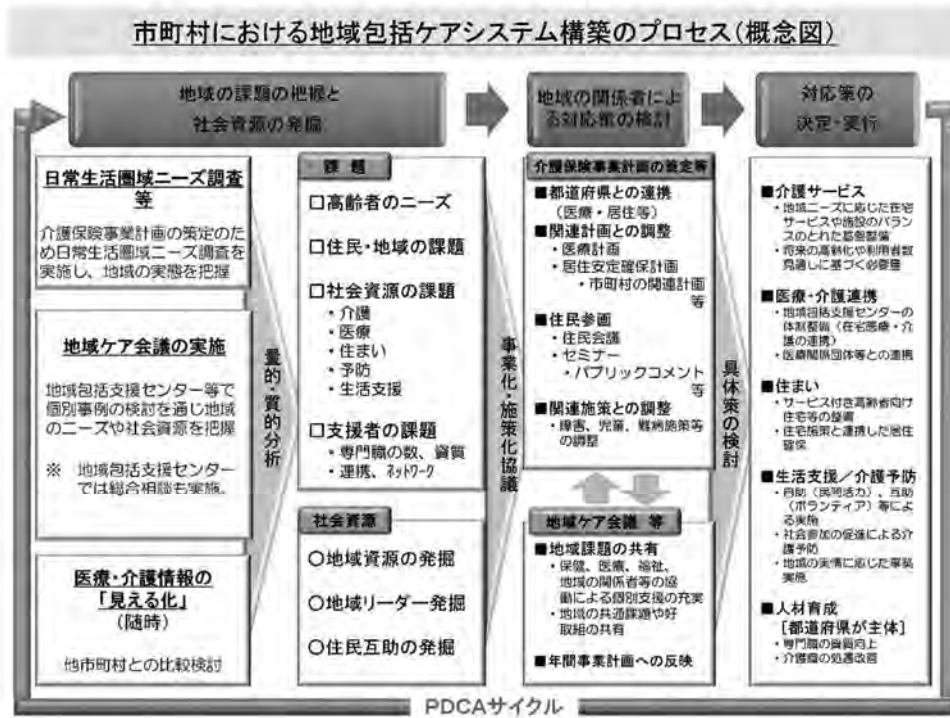 市町村における地域包括ケアシステム構築のプロセス(概念図)
地域の課題の把握と
社会資源の発掘
地域の関係者によ
る対応策の検討
対応策の
決定・実行
日常生活圏域ニーズ調査
等
介護保険事業計画の策定のた
め日常生活圏域ニーズ調査を
実施し、地域の実態を把握
地域ケア会議の実施
地域包括支援センター等で
個別事例の検討を通じ地域
のニーズや社会資源を把握
※ 地域包括支援センター
では総合相談も実施。
医療・介護情報の
「見える化」
(随時)
他市町村との比較検討
量的・質的分析
課 題
□高齢者のニーズ
□住民・地域の課題
□社会資源の課題
・介護
・医療
・住まい
・予防
・生活支援
□支援者の課題
・専門職の数、資質
・連携、ネットワーク
社会資源
○地域資源の発掘
○地域リーダー発掘
○住民互助の発掘
事業化・施策化協議
介護保険事業計画の策定等
■都道府県との連携
(医療・居住等)
■関連計画との調整
・医療計画
・居住安定確保計画
・市町村の関連計画
等
■住民参画
・住民会議
・セミナー
・パブリックコメント
等
■関連施策との調整
・障害、児童、難病施策等
の調整
地域ケア会議 等
■地域課題の共有
・保健、医療、福祉、
地域の関係者等の協
働による個別支援の充実
・地域の共通課題や好
取組の共有
■年間事業計画への反映
具体策の検討
■介護サービス
・地域ニーズに応じた在宅
サービスや施設のバラン
スのとれた基盤整備
・将来の高齢化や利用者数
見通しに基づく必要量
■医療・介護連携
・地域包括支援センターの
体制整備(在宅医療・介
護の連携)
・医療関係団体等との連携
■住まい
・サービス付き高齢者向け
住宅等の整備
・住宅施策と連携した居住
確保
■生活支援/介護予防
・自助(民間活力)、互助
(ボランティア)等によ
る実施
・社会参加の促進による介
護予防
・地域の実情に応じた事業
実施
■人材育成
[都道府県が主体]
・専門職の資質向上
・介護職の処遇改善
PDCAサイクル